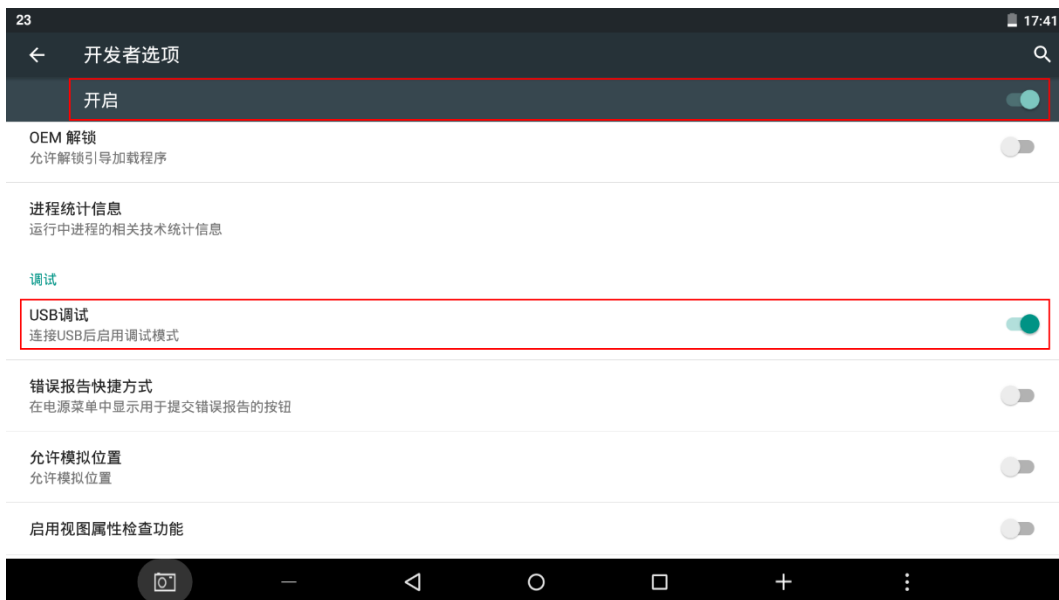 23
17:41
开发者选项
开启
OEM 解锁
允许解锁引导加载程序
进程统计信息
运行中进程的相关技术统计信息
调试
USB调试
连接USB后启用调试模式
错误报告快捷方式
在电源菜单中显示用于提交错误报告的按钮
允许模拟位置
允许模拟位置
启用视图属性检查功能